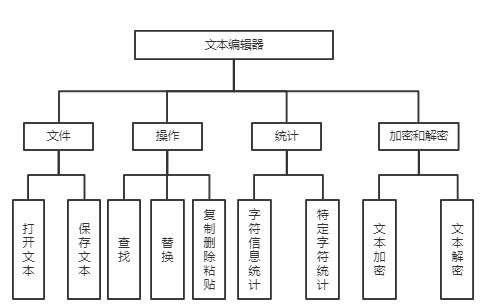 文本编辑器
文件
操作
统计
加密和解密
打开文本
保存文本
查找
替换
复制删除粘贴
字符信息统计
特定字符统计
文本加密
文本解密